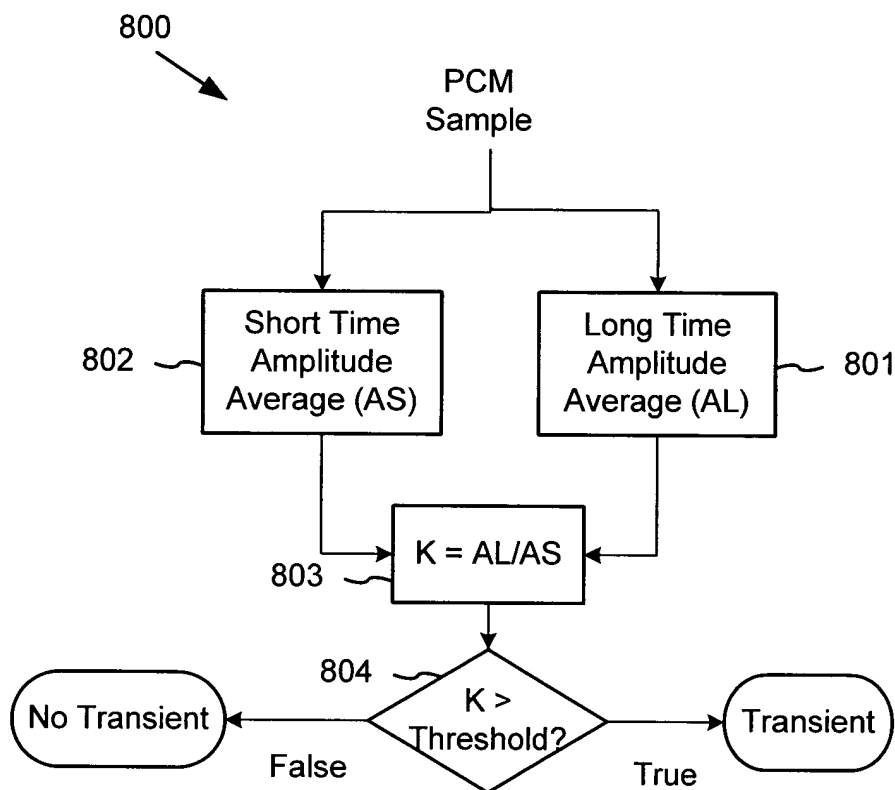 800
PCM
Sample
Short Time
Amplitude
Average (AS)
802
Long Time
Amplitude
Average (AL)
801
K = AL/AS
803
804
K >
Threshold?
No Transient
False
True
Transient